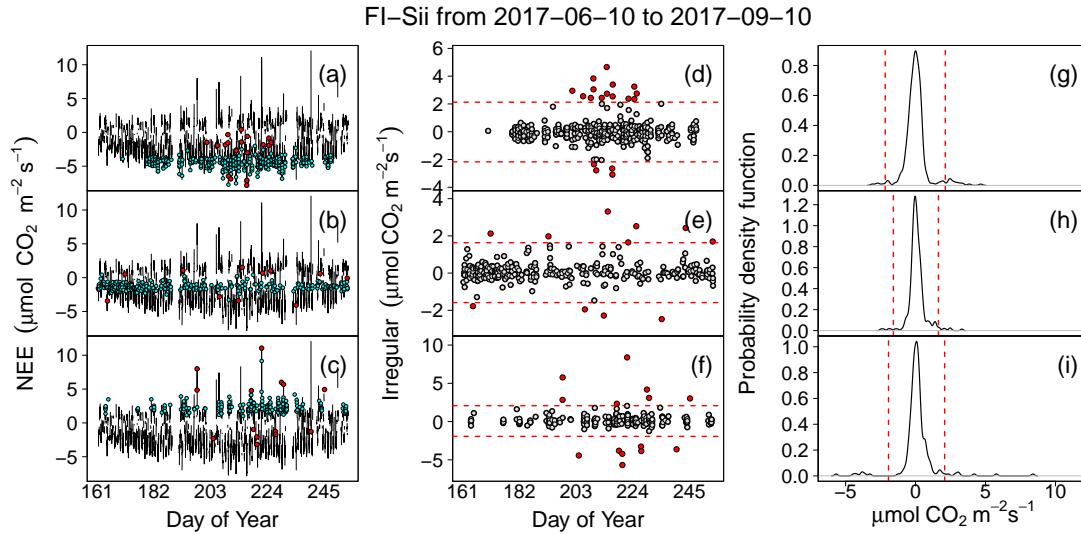 FI−Sii from 2017−06−10 to 2017−09−10
NEE (μmol CO2 m−2 s−1)
10
5
0
−5
(a)
10
5
0
−5
(b)
10
5
0
−5
(c)
161 182 203 224 245
Day of Year
Irregular (μmol CO2 m−2s−1)
6
4
2
0
−2
−4
(d)
4
2
0
−2
(e)
10
5
0
−5
(f)
161 182 203 224 245
Day of Year
Probability density function
0.8
0.6
0.4
0.2
0.0
(g)
1.2
1.0
0.8
0.6
0.4
0.2
0.0
(h)
1.0
0.8
0.6
0.4
0.2
0.0
(i)
−5 0 5 10
μmol CO2 m−2s−1